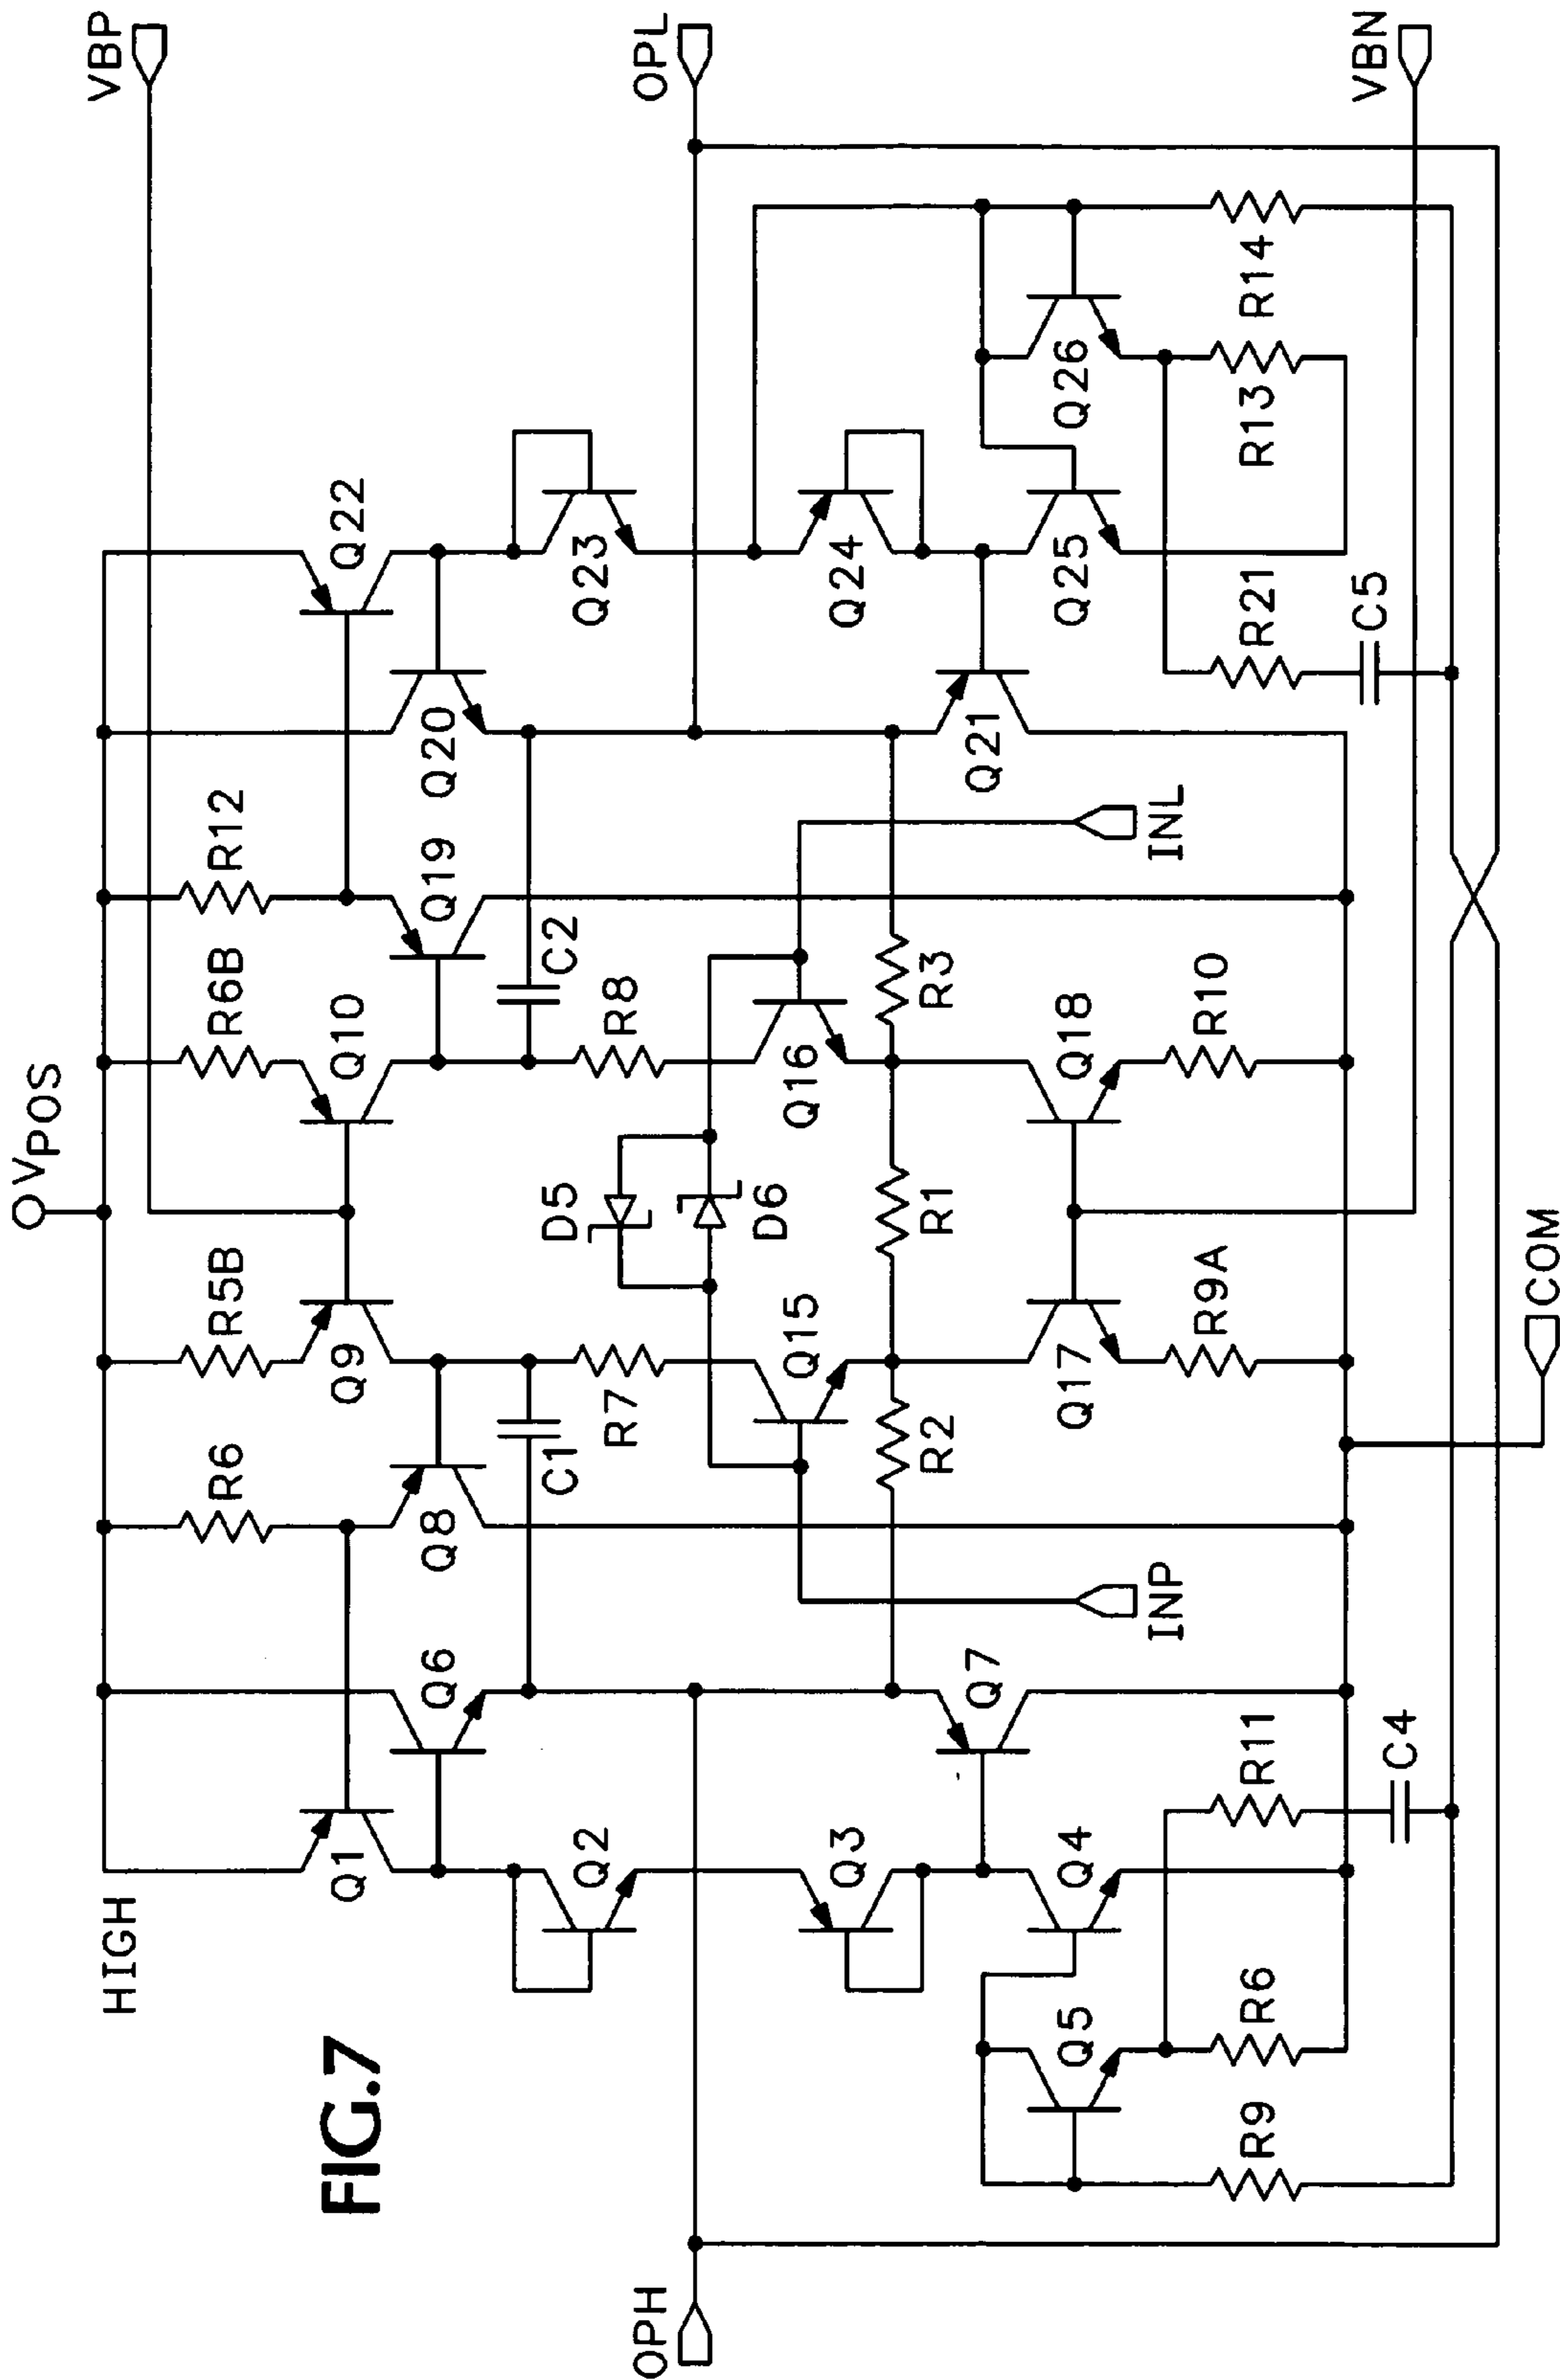 FIG.7
VPOS
HIGH
VBP
R6
R5B
R6B
R12
Q1
Q9
Q10
Q22
Q6
Q8
Q19
Q20
Q2
C1
R7
D5
R8
C2
Q23
OPH
OPL
Q3
Q15
D6
Q16
Q24
R2
R1
R3
Q7
Q21
Q5
Q4
Q17
Q18
Q25
Q26
INP
INL
R9
R6
R11
R9A
R10
R21
R13
R14
C4
C5
VBN
COM